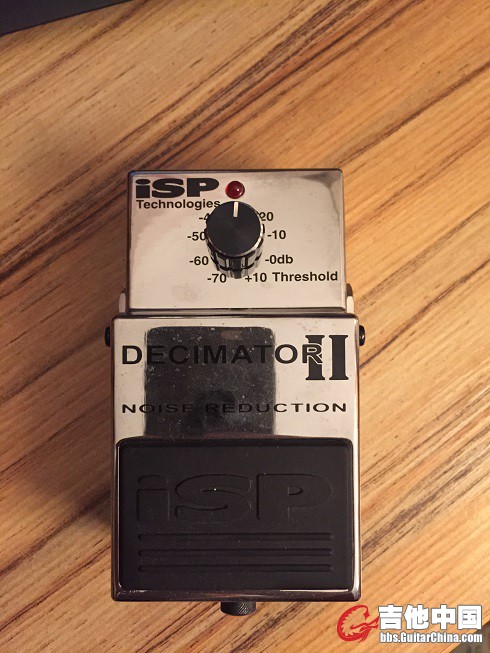 iSP
Technologies
20
-50
-10
-60
-0db
-70
+10
Threshold
DECIMATOR II
NOISE REDUCTION
iSP
吉他中国
bbs.GuitarChina.com